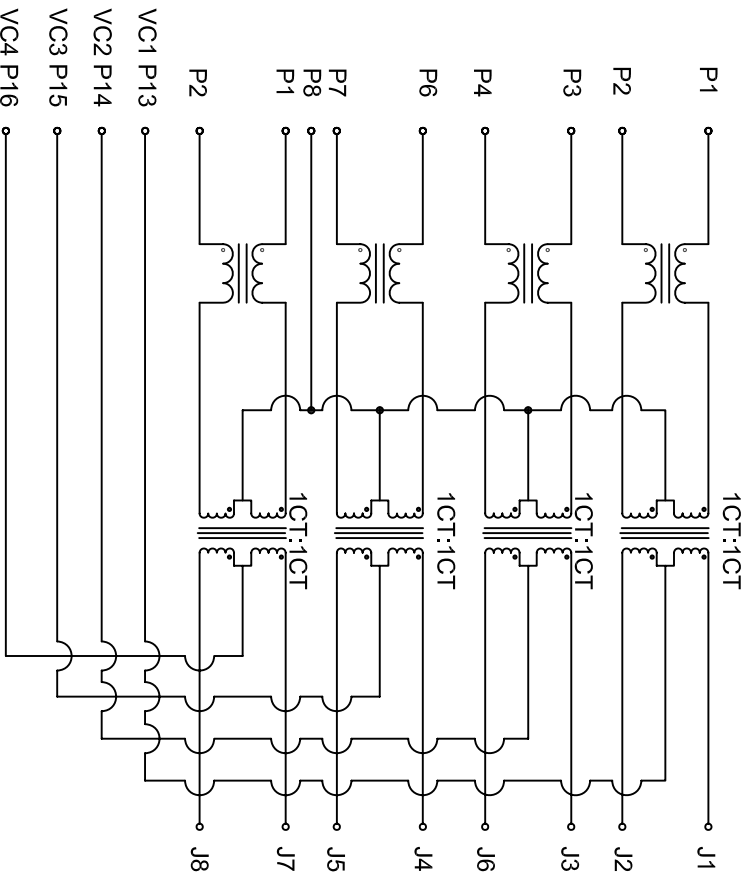 1CT:1CT
P1
J1
P2
J2
1CT:1CT
P3
J3
P4
J6
1CT:1CT
P6
J4
P7
J5
P8
1CT:1CT
P1
J7
P2
J8
VC1 P13
VC2 P14
VC3 P15
VC4 P16